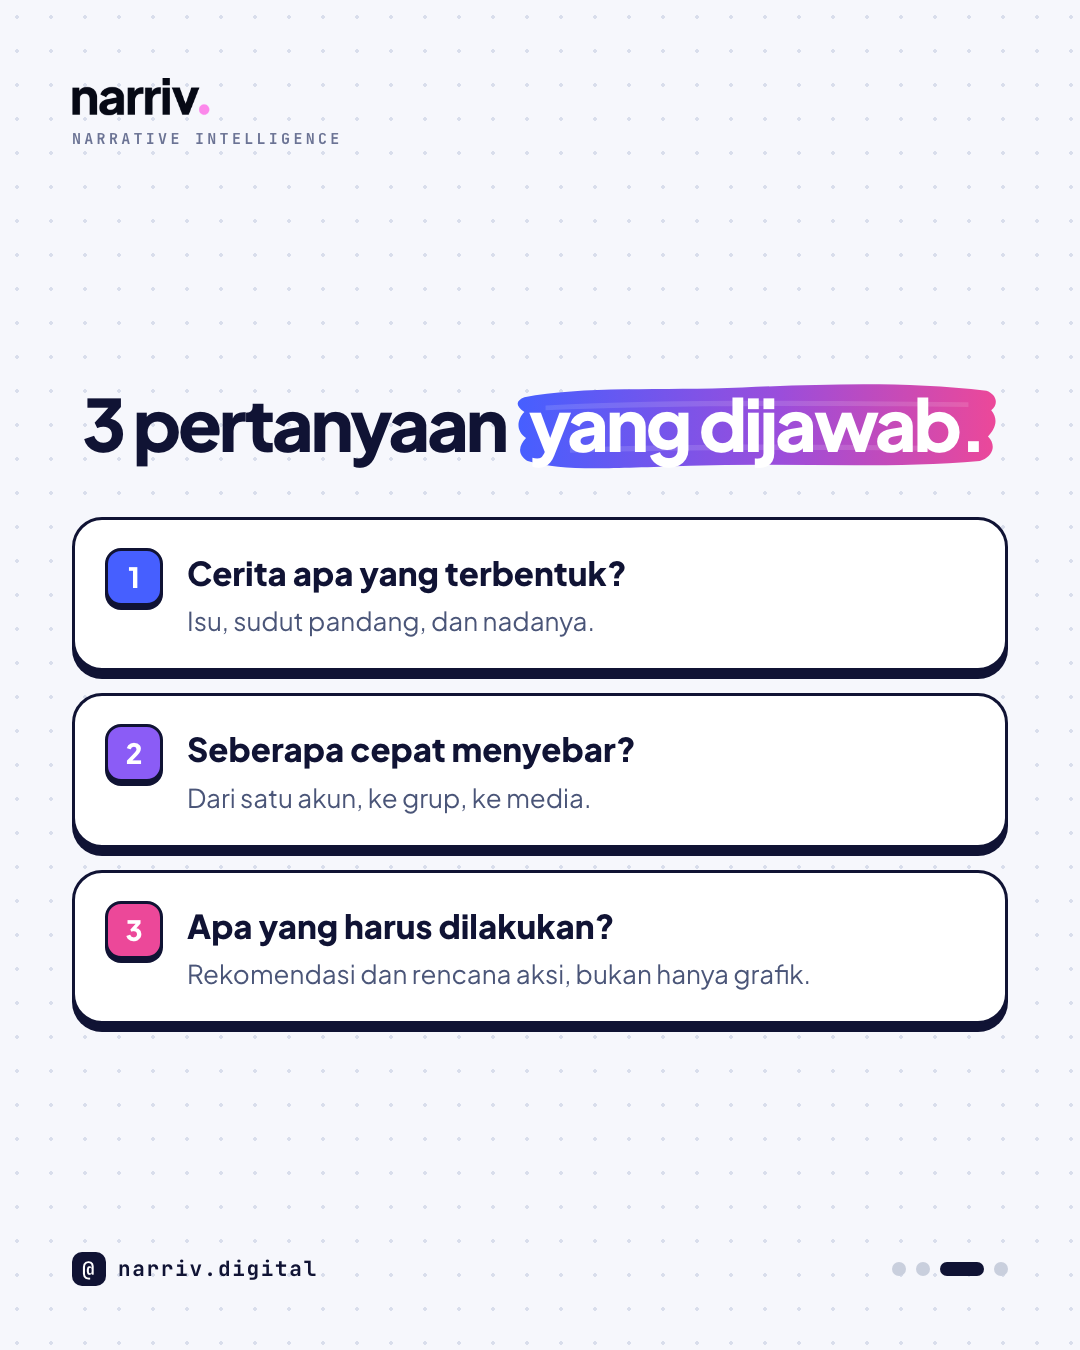 narriv.
NARRATIVE INTELLIGENCE
3 pertanyaan yang dijawab.
1
Cerita apa yang terbentuk?
Isu, sudut pandang, dan nadanya.
2
Seberapa cepat menyebar?
Dari satu akun, ke grup, ke media.
3
Apa yang harus dilakukan?
Rekomendasi dan rencana aksi, bukan hanya grafik.
@ narriv.digital